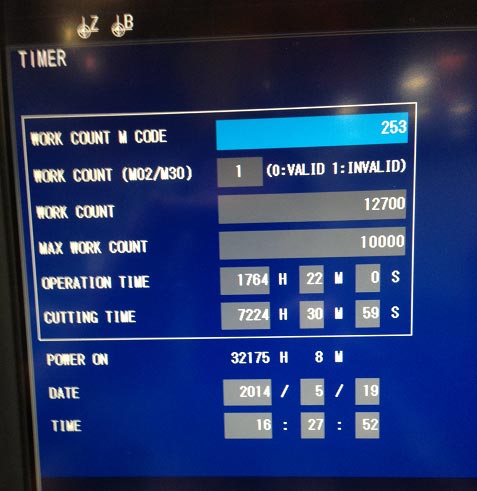 Z B
TIMER
WORK COUNT M CODE 253
WORK COUNT (M02/M30) 1 (0:VALID 1:INVALID)
WORK COUNT 12700
MAX WORK COUNT 10000
OPERATION TIME 1764 H 22 M 0 S
CUTTING TIME 7224 H 30 M 59 S
POWER ON 32175 H 8 M
DATE 2014 / 5 / 19
TIME 16 : 27 : 52